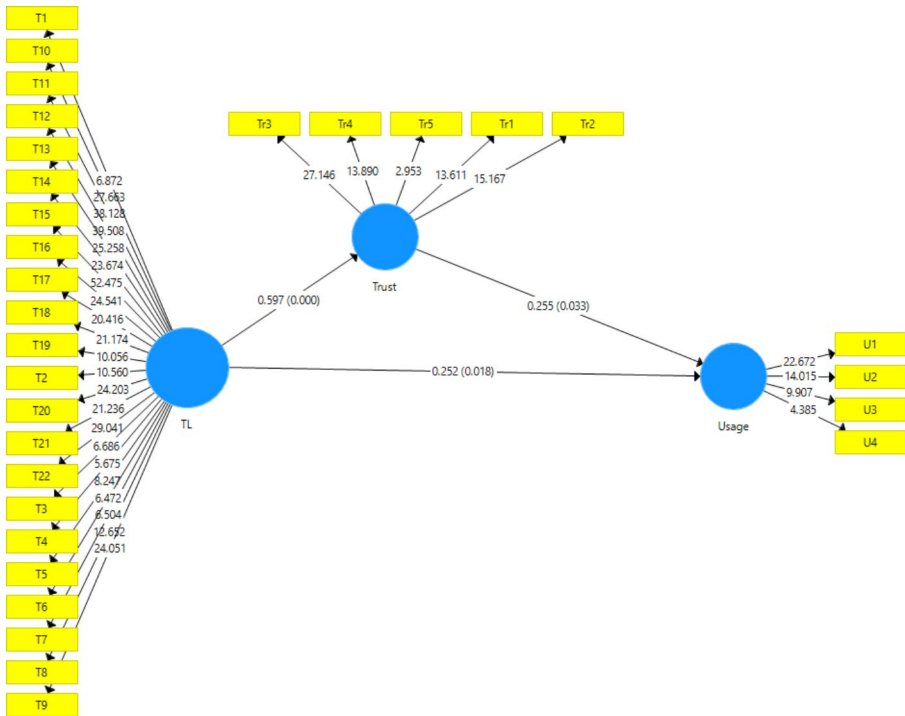 T1
T10
T11
T12
T13
T14
T15
T16
T17
T18
T19
T2
T20
T21
T22
T3
T4
T5
T6
T7
T8
T9
6.872
27.663
38.128
39.508
25.258
23.674
52.475
24.541
20.416
21.174
10.056
10.560
24.203
21.236
29.041
6.686
5.675
8.247
6.472
6.504
12.652
24.051
TL
Tr3
Tr4
Tr5
Tr1
Tr2
27.146
13.890
2.953
13.611
15.167
Trust
0.597 (0.000)
0.255 (0.033)
0.252 (0.018)
Usage
22.672
14.015
9.907
4.385
U1
U2
U3
U4